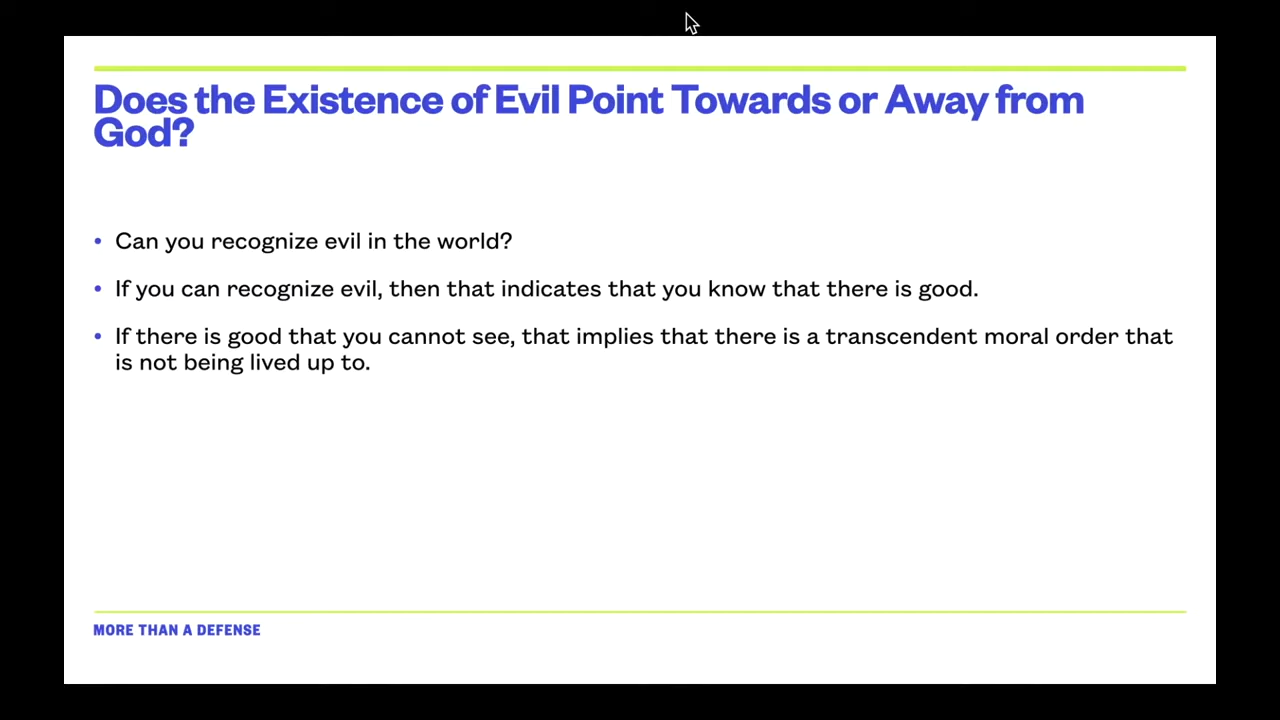 Does the Existence of Evil Point Towards or Away from
God?
• Can you recognize evil in the world?
• If you can recognize evil, then that indicates that you know that there is good.
• If there is good that you cannot see, that implies that there is a transcendent moral order that
is not being lived up to.
MORE THAN A DEFENSE